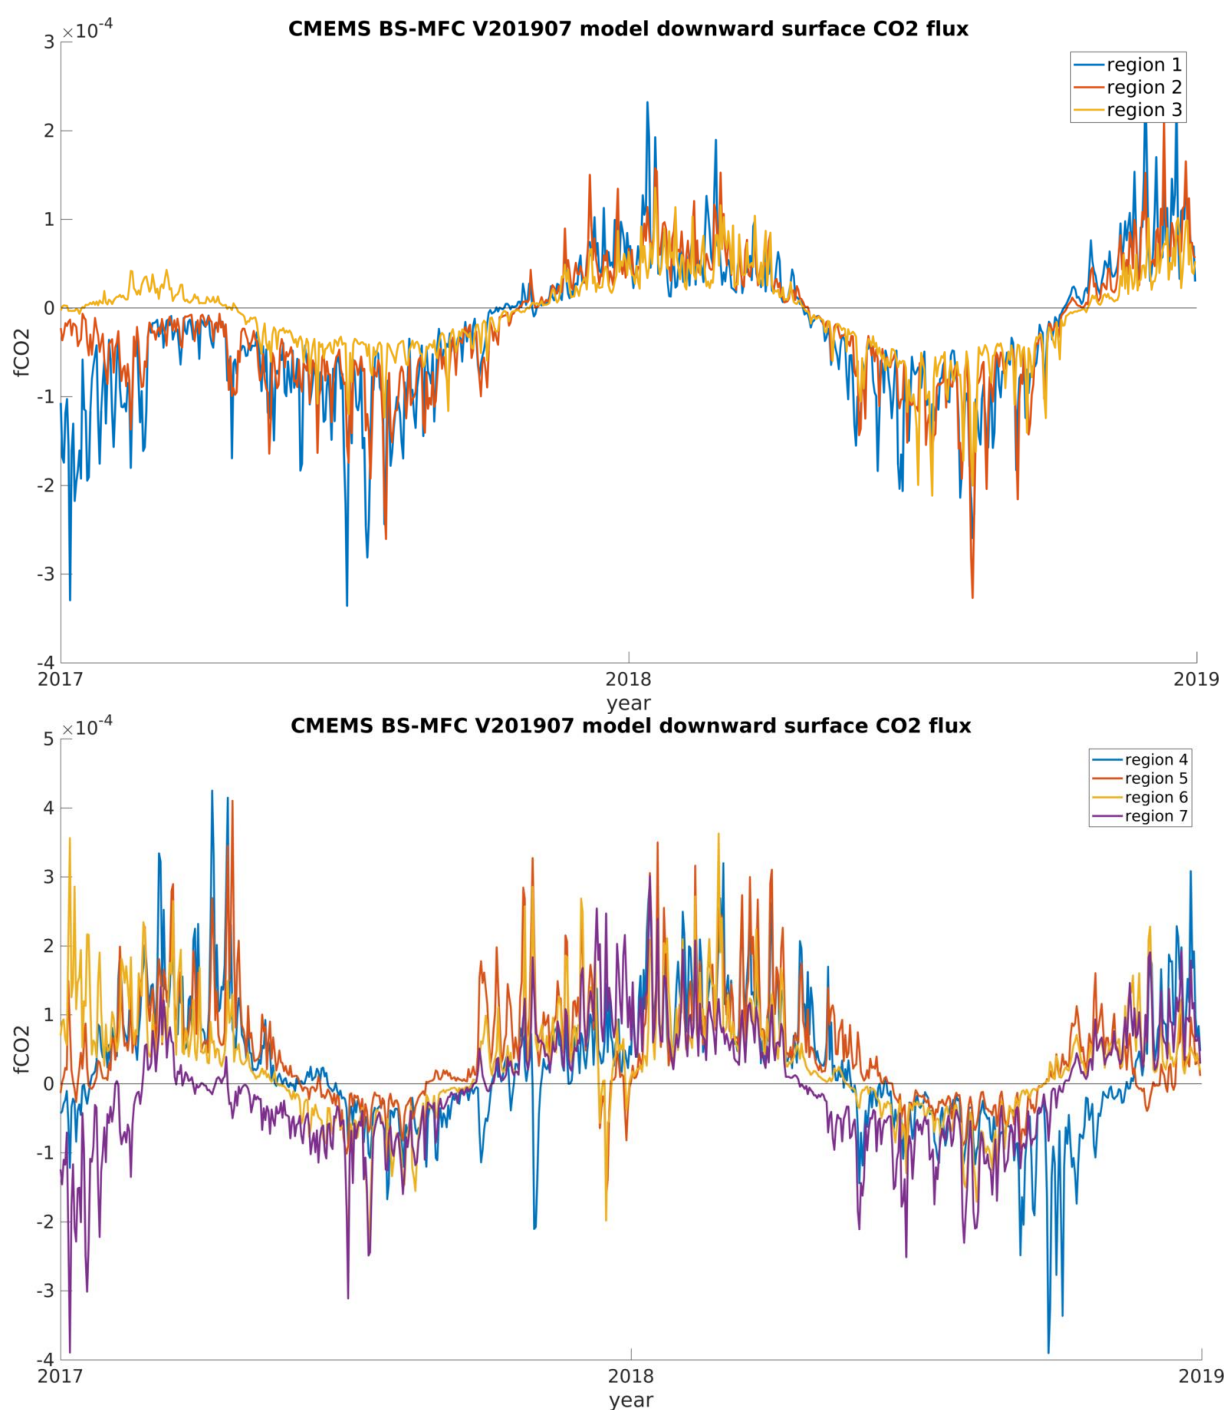 CMEMS BS-MFC V201907 model downward surface CO2 flux
×10-4
3
2
1
0
-1
-2
-3
-4
fCO2
region 1
region 2
region 3
2017
2018
2019
year
CMEMS BS-MFC V201907 model downward surface CO2 flux
×10-4
5
4
3
2
1
0
-1
-2
-3
-4
fCO2
region 4
region 5
region 6
region 7
2017
2018
2019
year